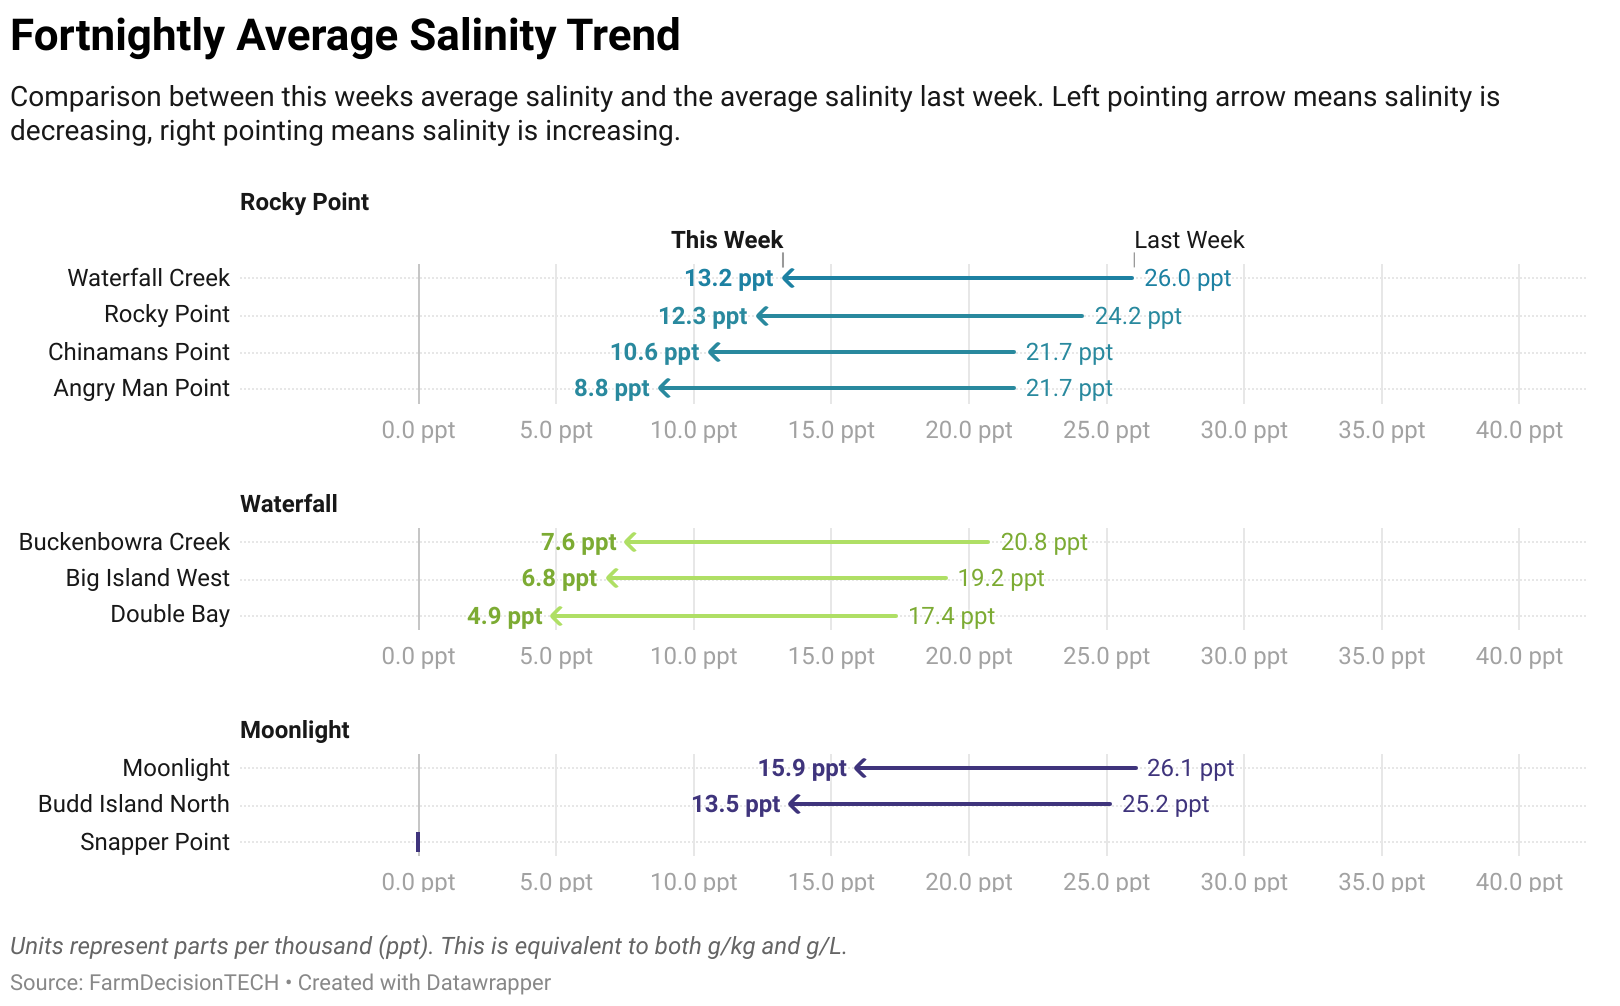 Fortnightly Average Salinity Trend
Comparison between this weeks average salinity and the average salinity last week. Left pointing arrow means salinity is
decreasing, right pointing means salinity is increasing.
Rocky Point
This Week Last Week
Waterfall Creek 13.2 ppt 26.0 ppt
Rocky Point 12.3 ppt 24.2 ppt
Chinamans Point 10.6 ppt 21.7 ppt
Angry Man Point 8.8 ppt 21.7 ppt
0.0 ppt 5.0 ppt 10.0 ppt 15.0 ppt 20.0 ppt 25.0 ppt 30.0 ppt 35.0 ppt 40.0 ppt
Waterfall
Buckenbowra Creek 7.6 ppt 20.8 ppt
Big Island West 6.8 ppt 19.2 ppt
Double Bay 4.9 ppt 17.4 ppt
0.0 ppt 5.0 ppt 10.0 ppt 15.0 ppt 20.0 ppt 25.0 ppt 30.0 ppt 35.0 ppt 40.0 ppt
Moonlight
Moonlight 15.9 ppt 26.1 ppt
Budd Island North 13.5 ppt 25.2 ppt
Snapper Point
0.0 ppt 5.0 ppt 10.0 ppt 15.0 ppt 20.0 ppt 25.0 ppt 30.0 ppt 35.0 ppt 40.0 ppt
Units represent parts per thousand (ppt). This is equivalent to both g/kg and g/L.
Source: FarmDecisionTECH • Created with Datawrapper